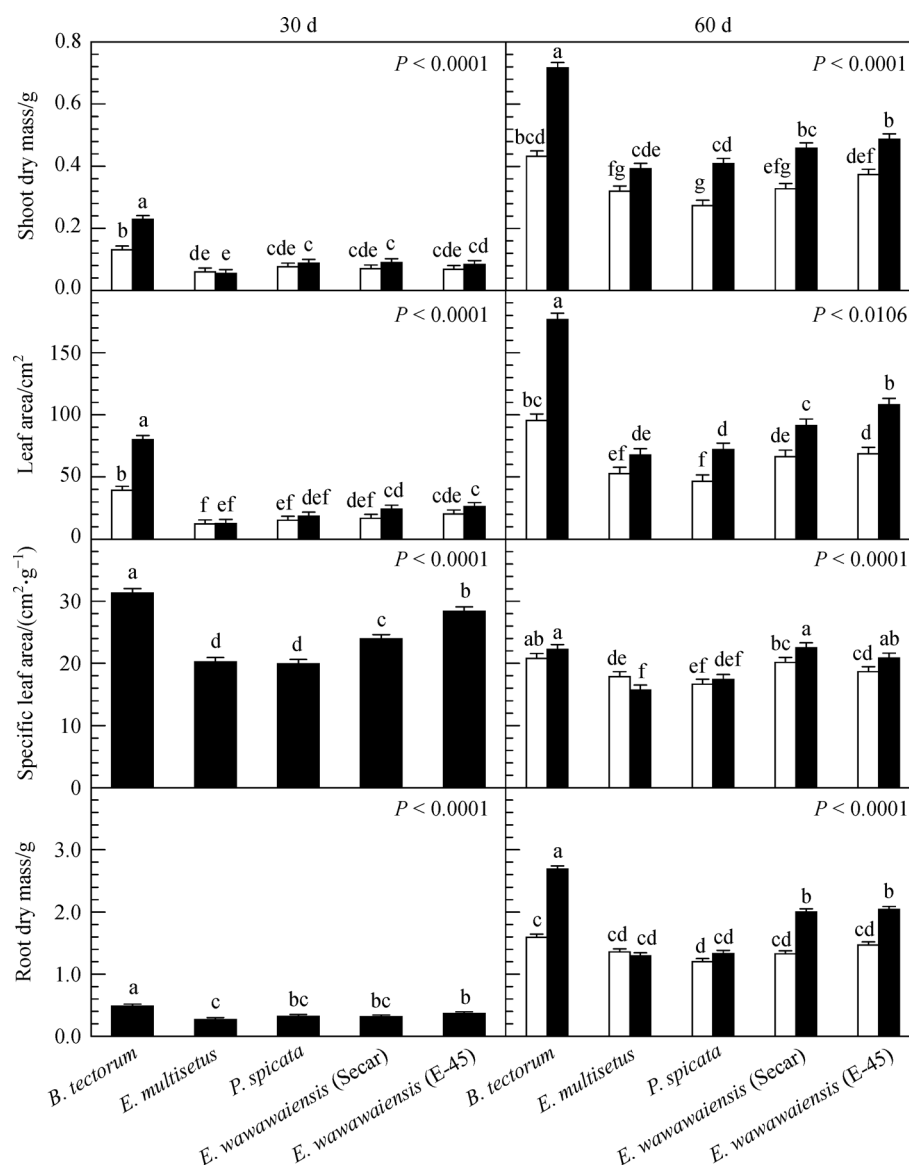 30 d
60 d
Shoot dry mass/g
0.8
0.6
0.4
0.2
0.0
P < 0.0001
b a de e cde c cde c cde cd
P < 0.0001
bcd a fg cde g cd efg bc def b
Leaf area/cm²
150
100
50
0
P < 0.0001
b a f ef ef def def cd cde c
P < 0.0106
bc a ef de f d de c d b
Specific leaf area/(cm²·g⁻¹)
30
20
10
0
P < 0.0001
a d d c b
P < 0.0001
ab a de f ef def bc a cd ab
Root dry mass/g
3.0
2.0
1.0
0.0
P < 0.0001
a c bc bc b
P < 0.0001
c a cd cd d cd cd b cd b
B. tectorum
E. multisetus
P. spicata
E. wawawaiensis (Secar)
E. wawawaiensis (E-45)
B. tectorum
E. multisetus
P. spicata
E. wawawaiensis (Secar)
E. wawawaiensis (E-45)